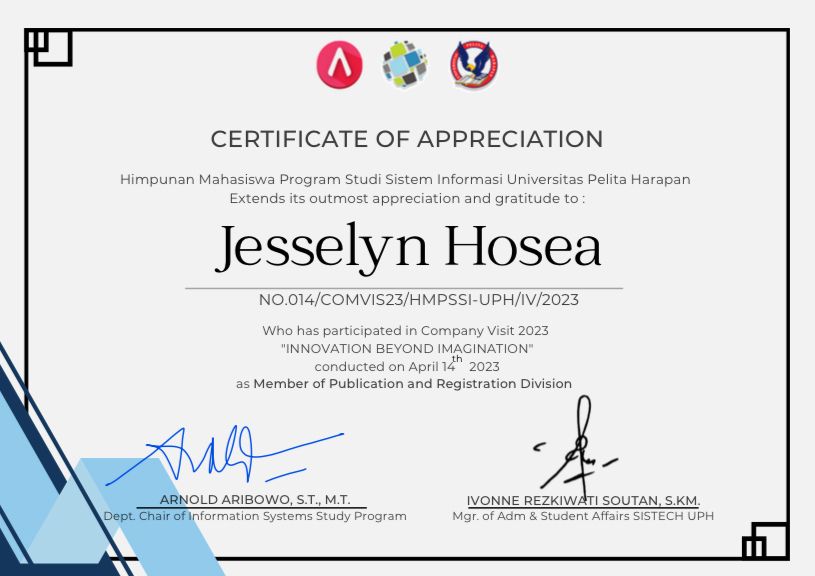 CERTIFICATE OF APPRECIATION
Himpunan Mahasiswa Program Studi Sistem Informasi Universitas Pelita Harapan
Extends its outmost appreciation and gratitude to :
Jesselyn Hosea
NO.014/COMVIS23/HMPSSI-UPH/IV/2023
Who has participated in Company Visit 2023
"INNOVATION BEYOND IMAGINATION"
conducted on April 14th 2023
as Member of Publication and Registration Division
ARNOLD ARIBOWO, S.T., M.T.
Dept. Chair of Information Systems Study Program
IVONNE REZKIWATI SOUTAN, S.KM.
Mgr. of Adm & Student Affairs SISTECH UPH